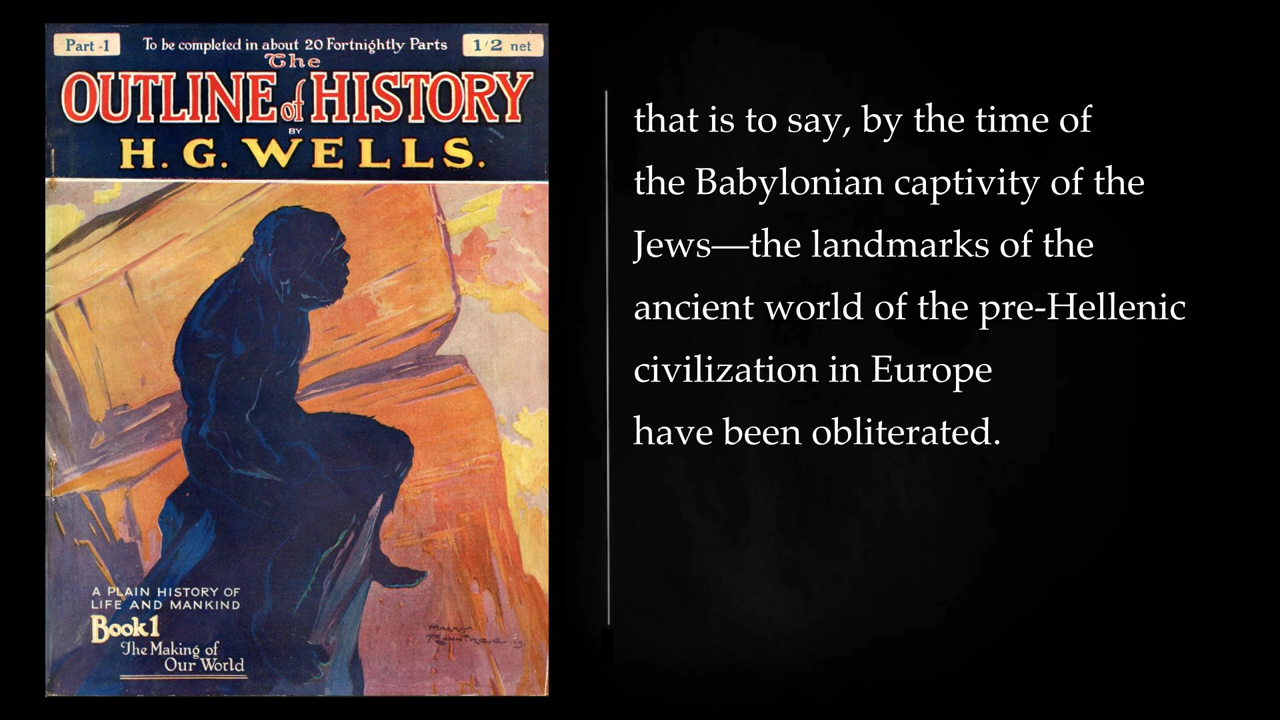 Part -1
To be completed in about 20 Fortnightly Parts
1/2 net
The
OUTLINE of HISTORY
BY
H. G. WELLS.
A PLAIN HISTORY OF
LIFE AND MANKIND
Book 1
The Making of
Our World
that is to say, by the time of
the Babylonian captivity of the
Jews—the landmarks of the
ancient world of the pre-Hellenic
civilization in Europe
have been obliterated.